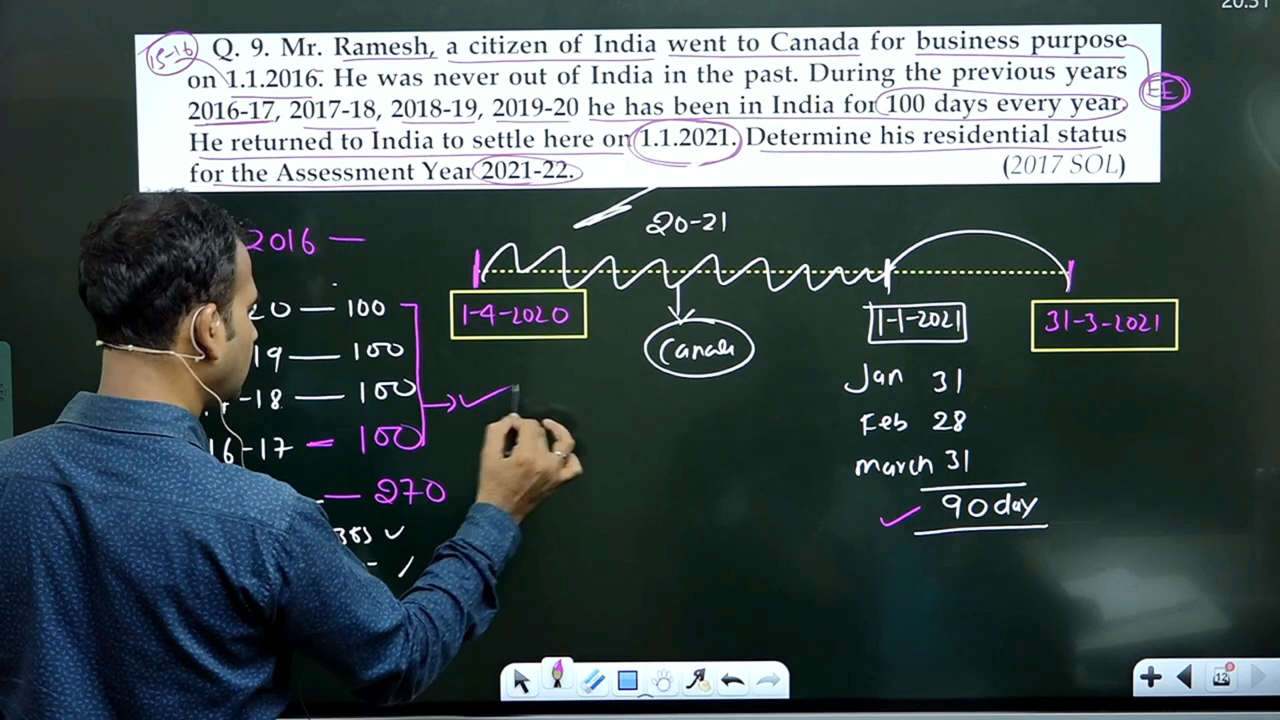 20:51
15-16
Q. 9. Mr. Ramesh, a citizen of India went to Canada for business purpose
on 1.1.2016. He was never out of India in the past. During the previous years
2016-17, 2017-18, 2018-19, 2019-20 he has been in India for 100 days every year.
EE
He returned to India to settle here on 1.1.2021. Determine his residential status
for the Assessment Year 2021-22. (2017 SOL)
2016 —
20-21
1-4-2020
1-1-2021
31-3-2021
Canada
20 — 100
19 — 100
-18 — 100
16-17 - 100
— 270
Jan 31
Feb 28
march 31
90 day
12